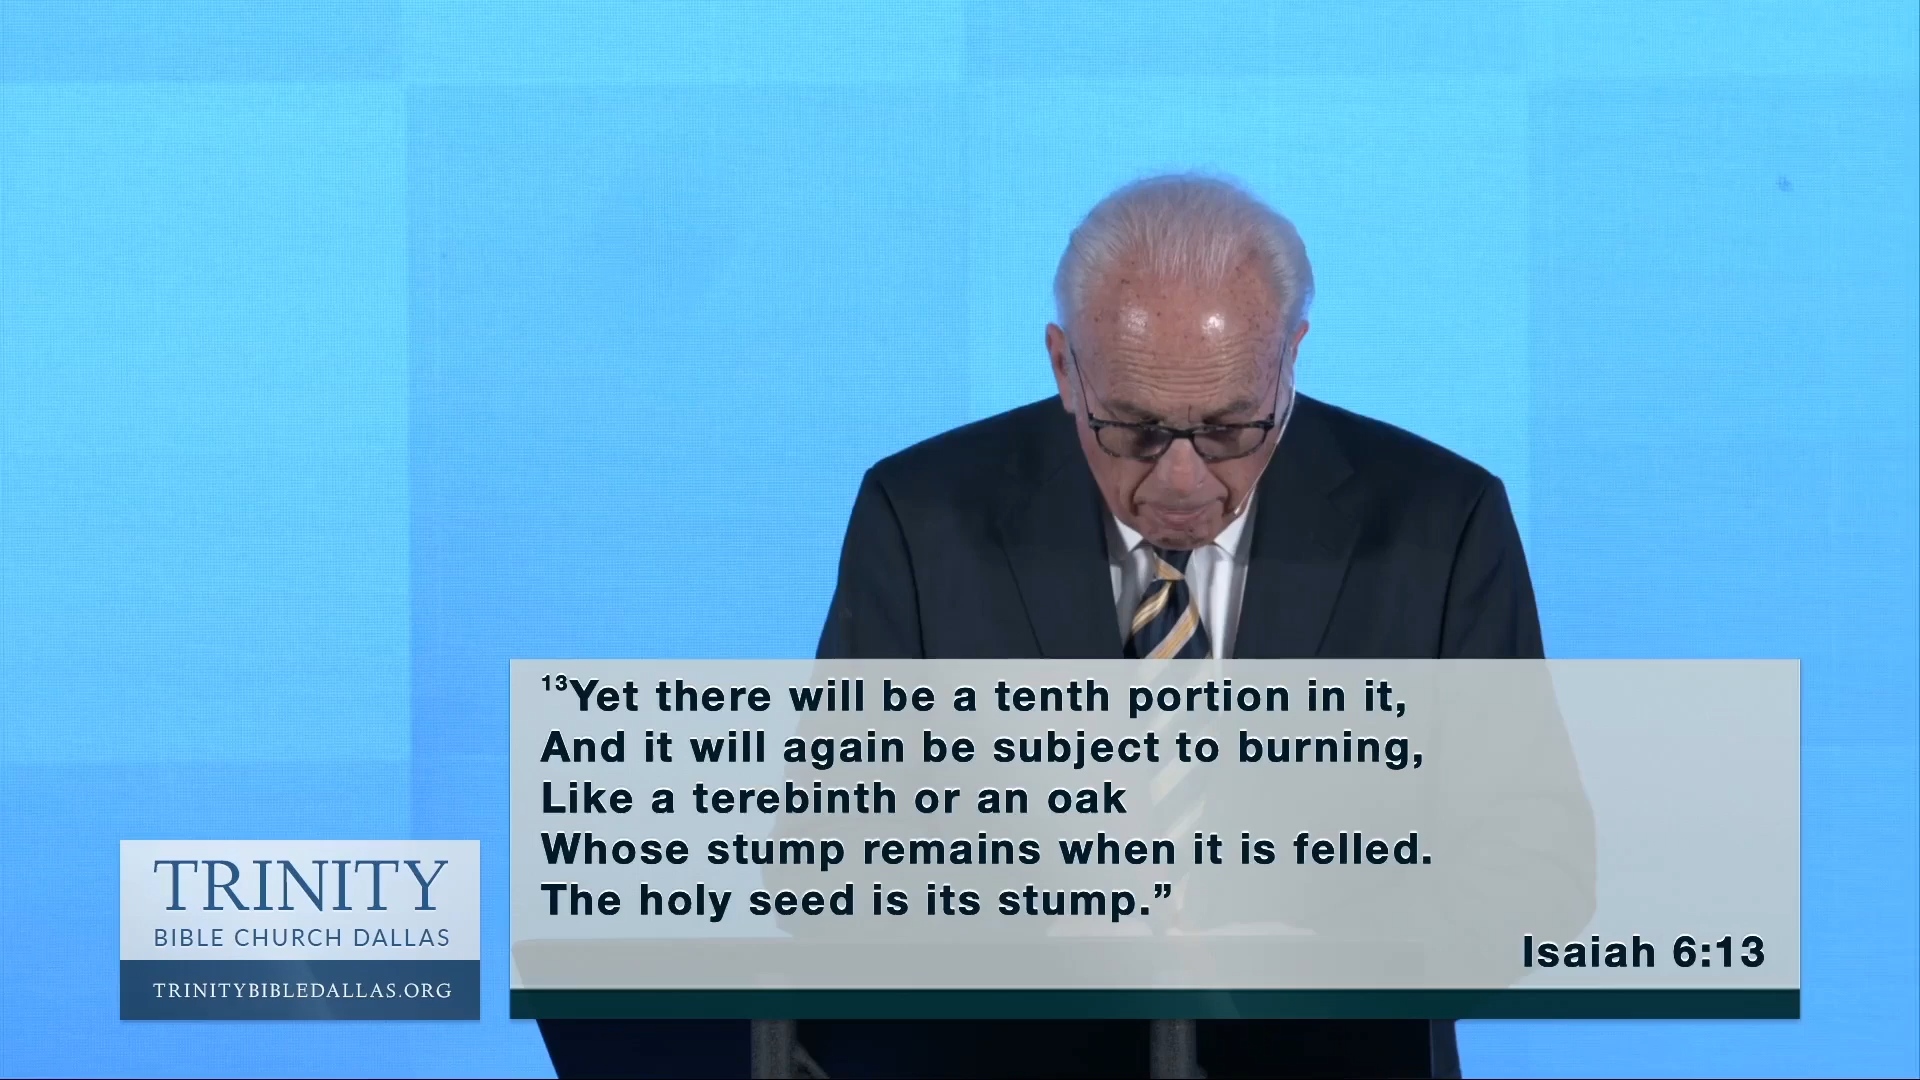 ¹³Yet there will be a tenth portion in it,
And it will again be subject to burning,
Like a terebinth or an oak
Whose stump remains when it is felled.
The holy seed is its stump.”
Isaiah 6:13
TRINITY
BIBLE CHURCH DALLAS
TRINITYBIBLEDALLAS.ORG